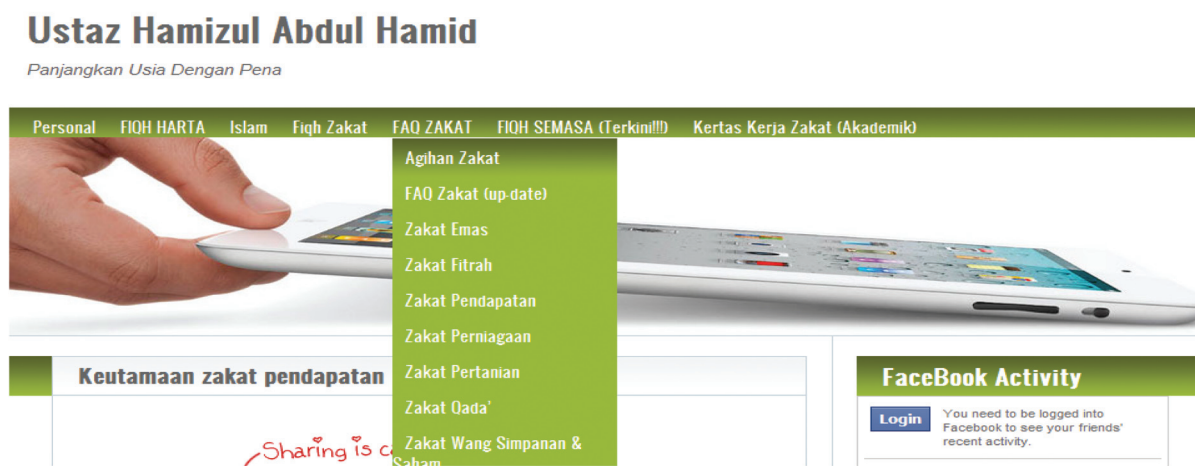 Ustaz Hamizul Abdul Hamid
Panjangkan Usia Dengan Pena
Personal FIQH HARTA Islam Fiqh Zakat FAQ ZAKAT FIQH SEMASA (Terkini!!!) Kertas Kerja Zakat (Akademik)
Agihan Zakat
FAQ Zakat (up-date)
Zakat Emas
Zakat Fitrah
Zakat Pendapatan
Zakat Perniagaan
Zakat Pertanian
Zakat Qada'
Zakat Wang Simpanan &
Saham
Keutamaan zakat pendapatan
Sharing is
FaceBook Activity
Login
You need to be logged into
Facebook to see your friends'
recent activity.